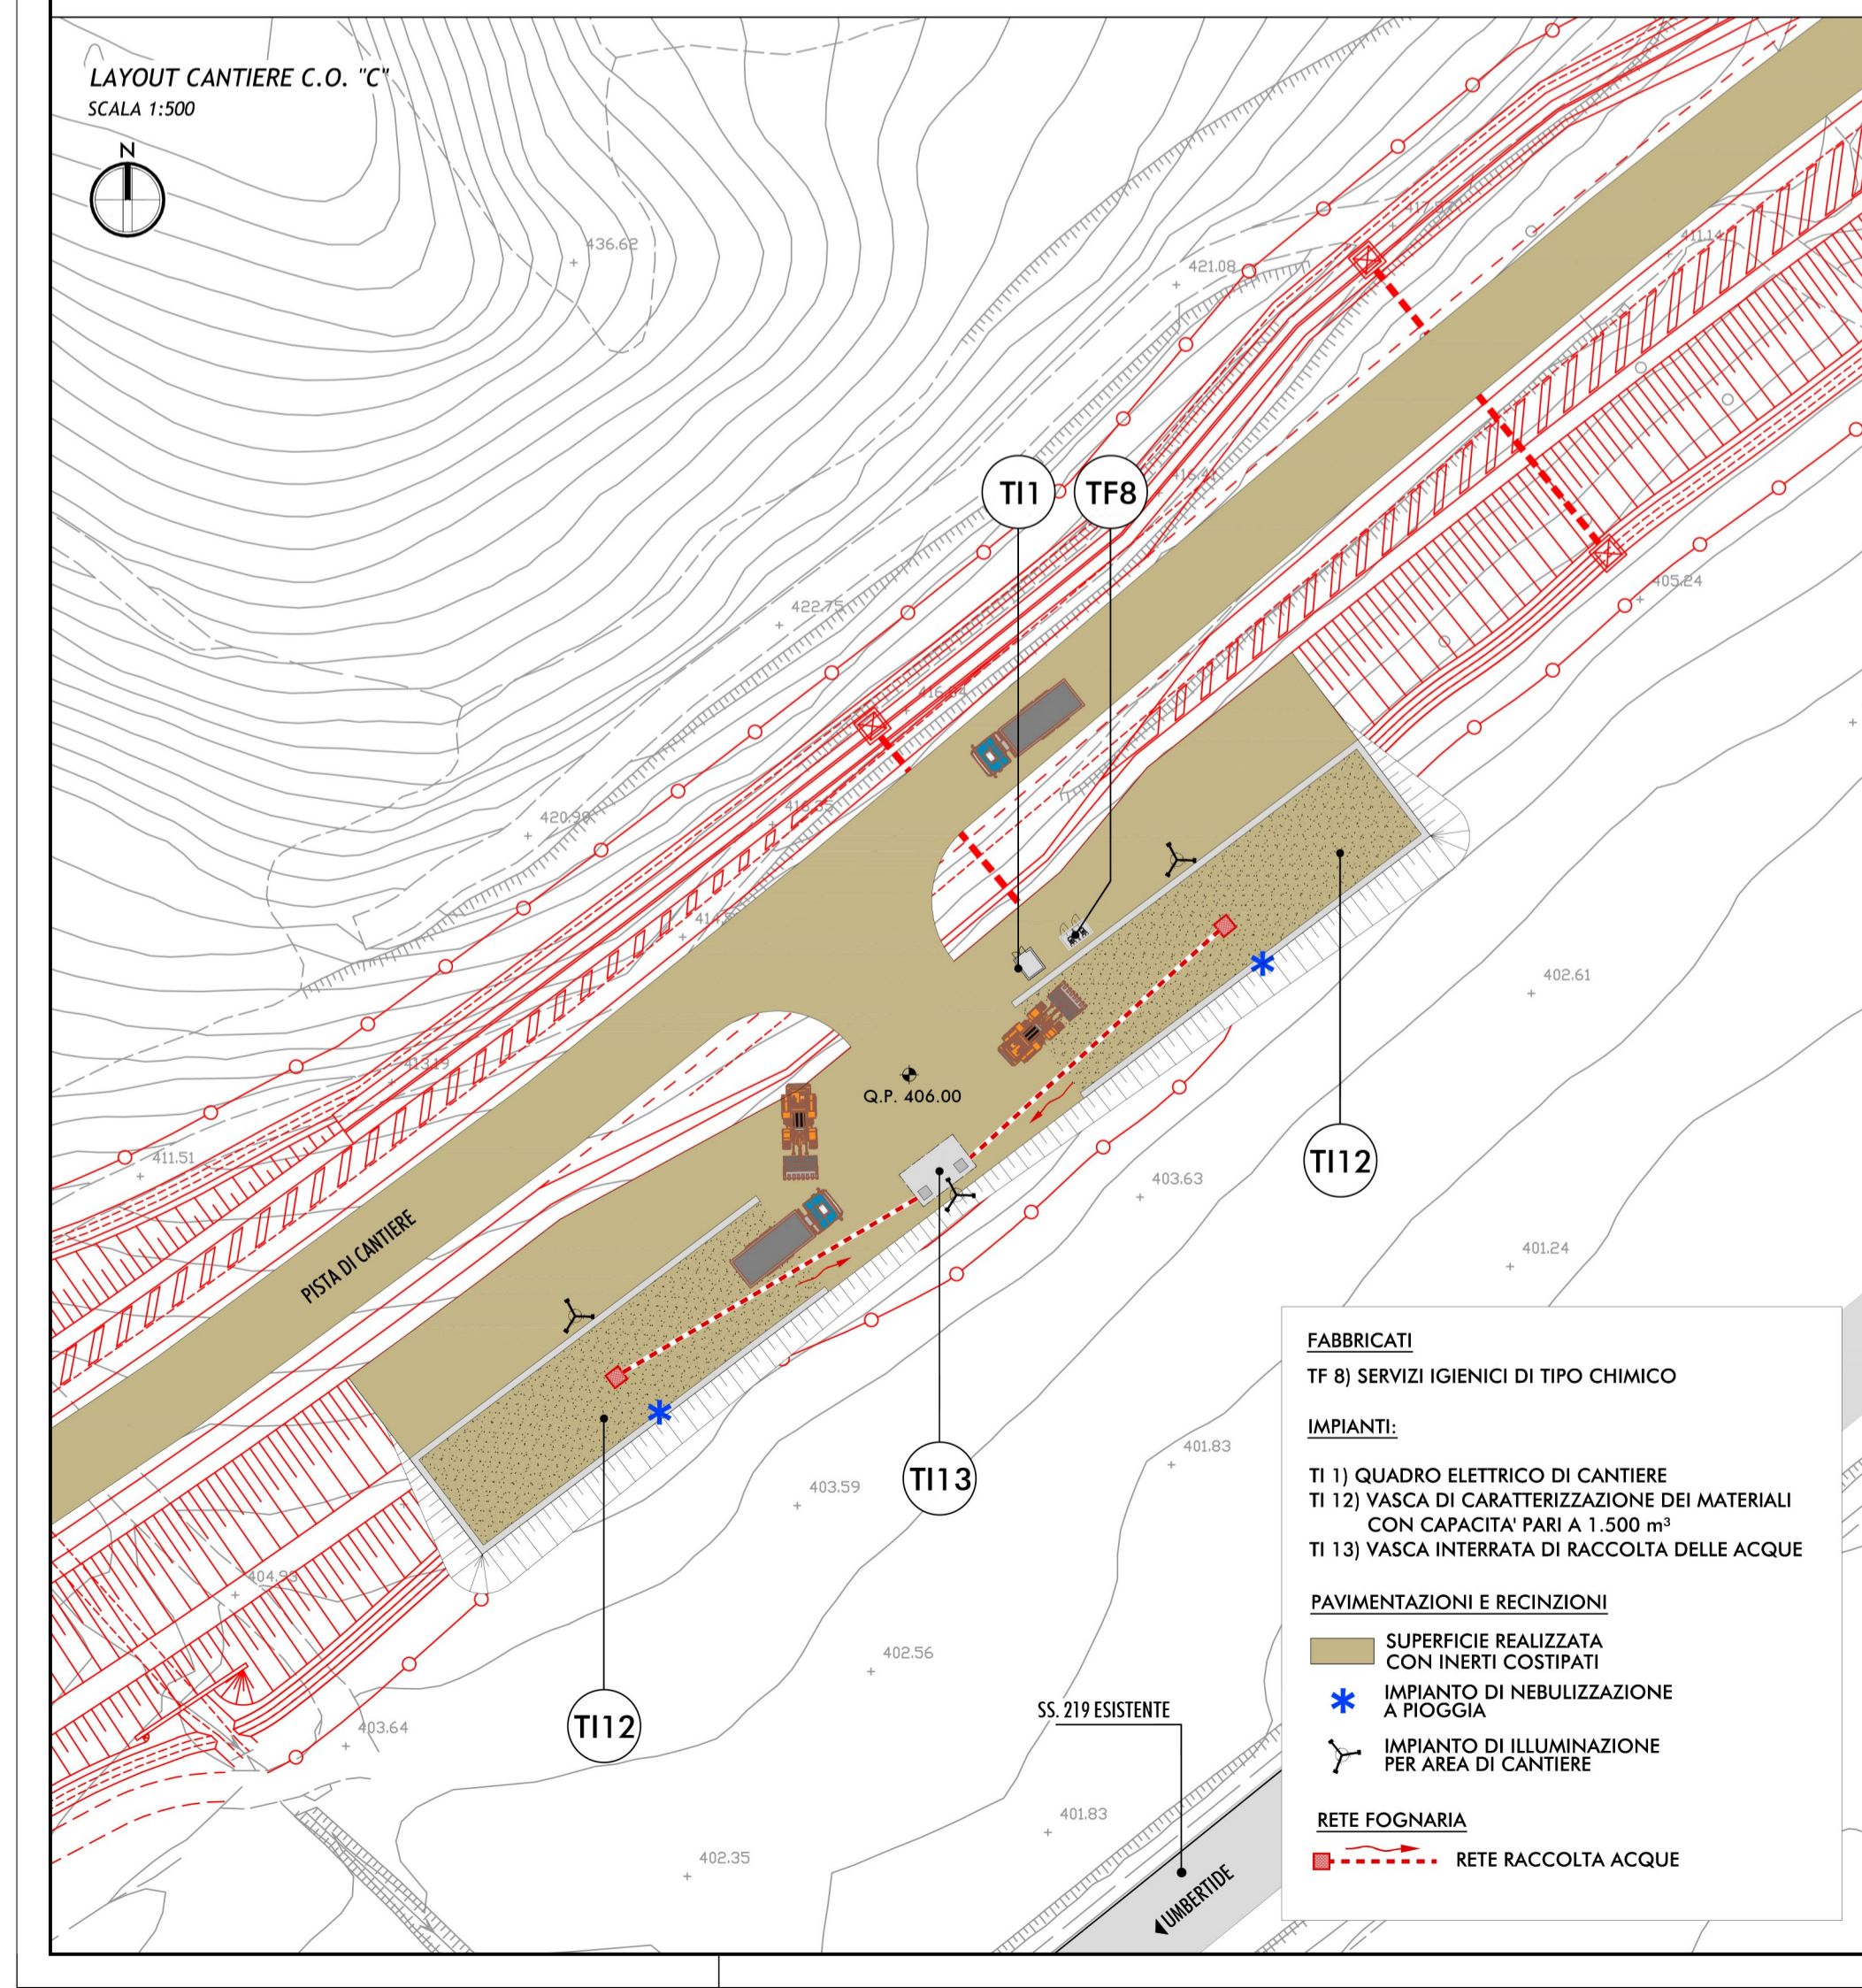 LAYOUT CANTIERE C.O. "C"
SCALA 1:500
N
436.62
421.08
411.14
TI1
TF8
405.24
422.75
420.99
416.35
402.61
413.19
Q.P. 406.00
411.51
TI12
403.63
PISTA DI CANTIERE
401.24
401.83
TI13
403.59
404.93
402.56
TI12
403.64
SS. 219 ESISTENTE
401.83
402.35
UMBERTIDE
FABBRICATI
TF 8) SERVIZI IGIENICI DI TIPO CHIMICO
IMPIANTI:
TI 1) QUADRO ELETTRICO DI CANTIERE
TI 12) VASCA DI CARATTERIZZAZIONE DEI MATERIALI
CON CAPACITA' PARI A 1.500 m³
TI 13) VASCA INTERRATA DI RACCOLTA DELLE ACQUE
PAVIMENTAZIONI E RECINZIONI
SUPERFICIE REALIZZATA
CON INERTI COSTIPATI
IMPIANTO DI NEBULIZZAZIONE
A PIOGGIA
IMPIANTO DI ILLUMINAZIONE
PER AREA DI CANTIERE
RETE FOGNARIA
RETE RACCOLTA ACQUE